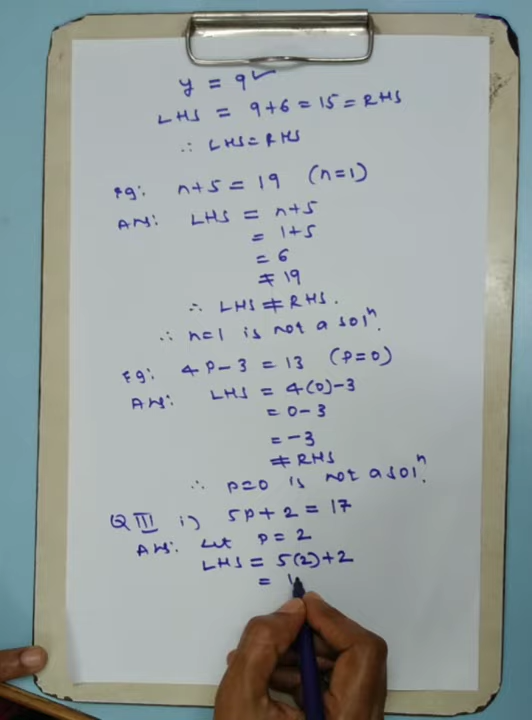 y = 9 ✓
LHS = 9+6 = 15 = RHS
∴ LHS = RHS
Eg: n+5 = 19 (n=1)
Ans: LHS = n+5
= 1+5
= 6
≠ 19
∴ LHS ≠ RHS.
∴ n=1 is not a solⁿ.
Eg: 4P-3 = 13 (P=0)
Ans: LHS = 4(0)-3
= 0-3
= -3
≠ RHS
∴ P=0 is not a solⁿ.
Q III i) 5P+2 = 17
Ans: Let P=2
LHS = 5(2)+2
= 1